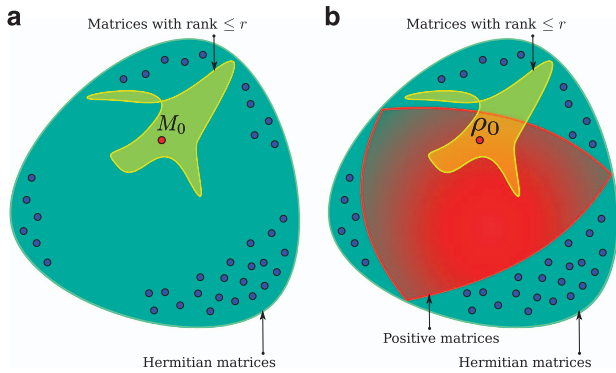 a
Matrices with rank ≤ r
M₀
Hermitian matrices
b
Matrices with rank ≤ r
ρ₀
Positive matrices
Hermitian matrices